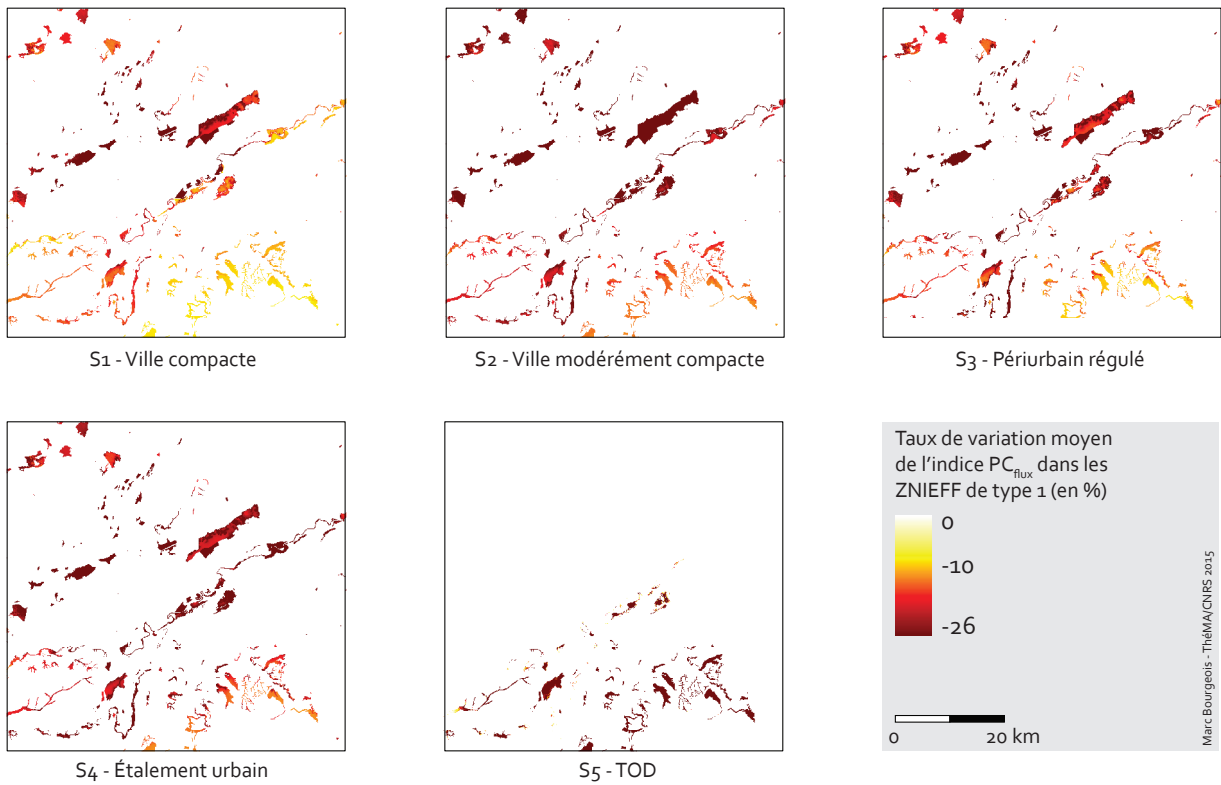 S1 - Ville compacte
S2 - Ville modérément compacte
S3 - Périurbain régulé
S4 - Étalement urbain
S5 - TOD
Taux de variation moyen
de l'indice PCflux dans les
ZNIEFF de type 1 (en %)
0
-10
-26
0 20 km
Marc Bourgeois - ThéMA/CNRS 2015